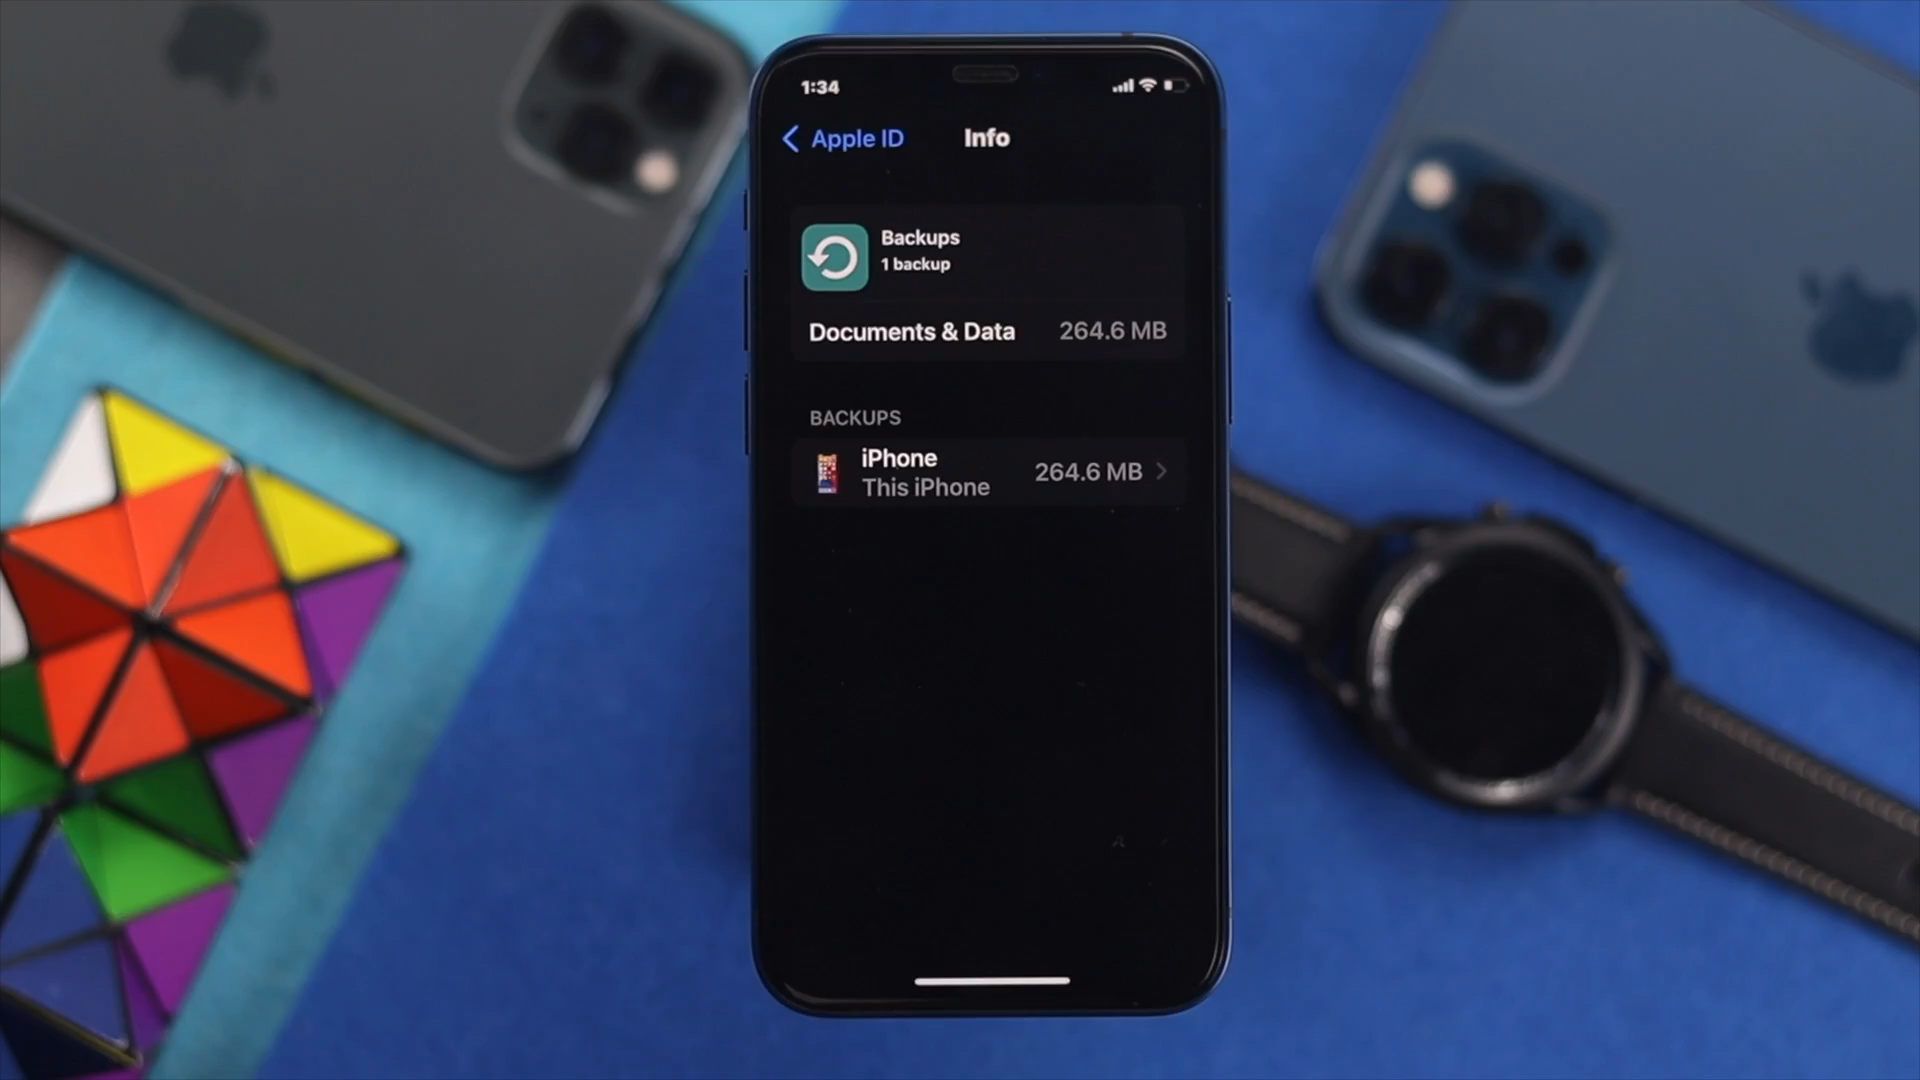 1:34
Apple ID
Info
Backups
1 backup
Documents & Data 264.6 MB
BACKUPS
iPhone
This iPhone
264.6 MB